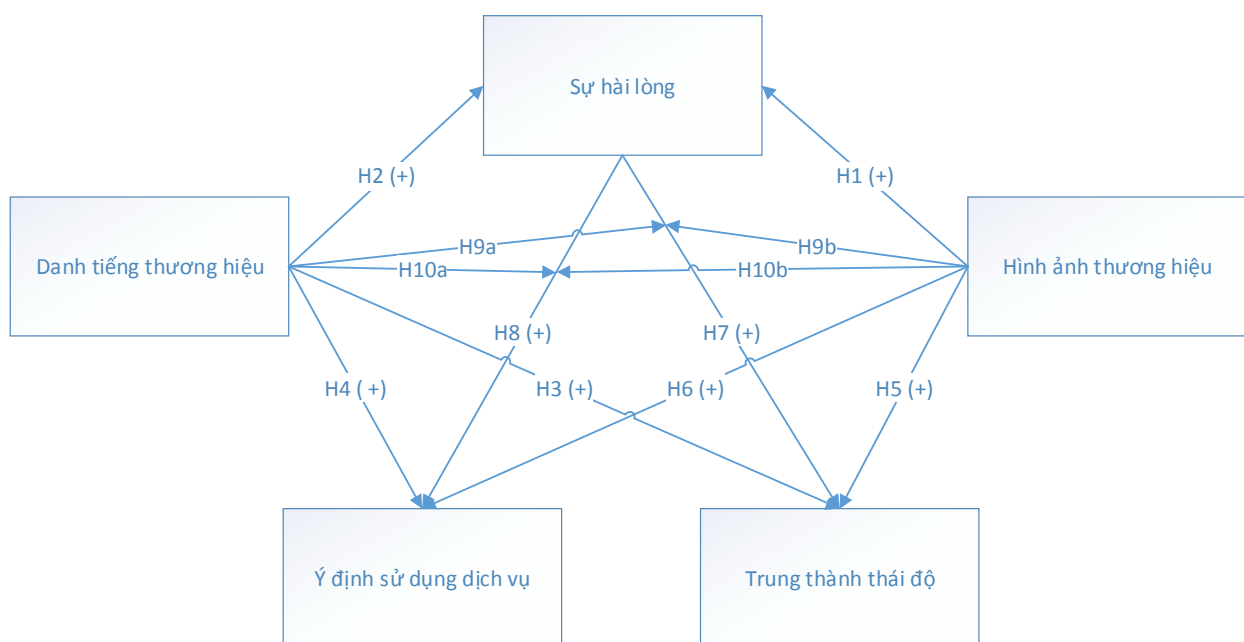 Sự hài lòng
H2 (+)
H1 (+)
Danh tiếng thương hiệu
H9a
H9b
Hình ảnh thương hiệu
H10a
H10b
H8 (+)
H7 (+)
H4 ( +)
H3 (+)
H6 (+)
H5 (+)
Ý định sử dụng dịch vụ
Trung thành thái độ